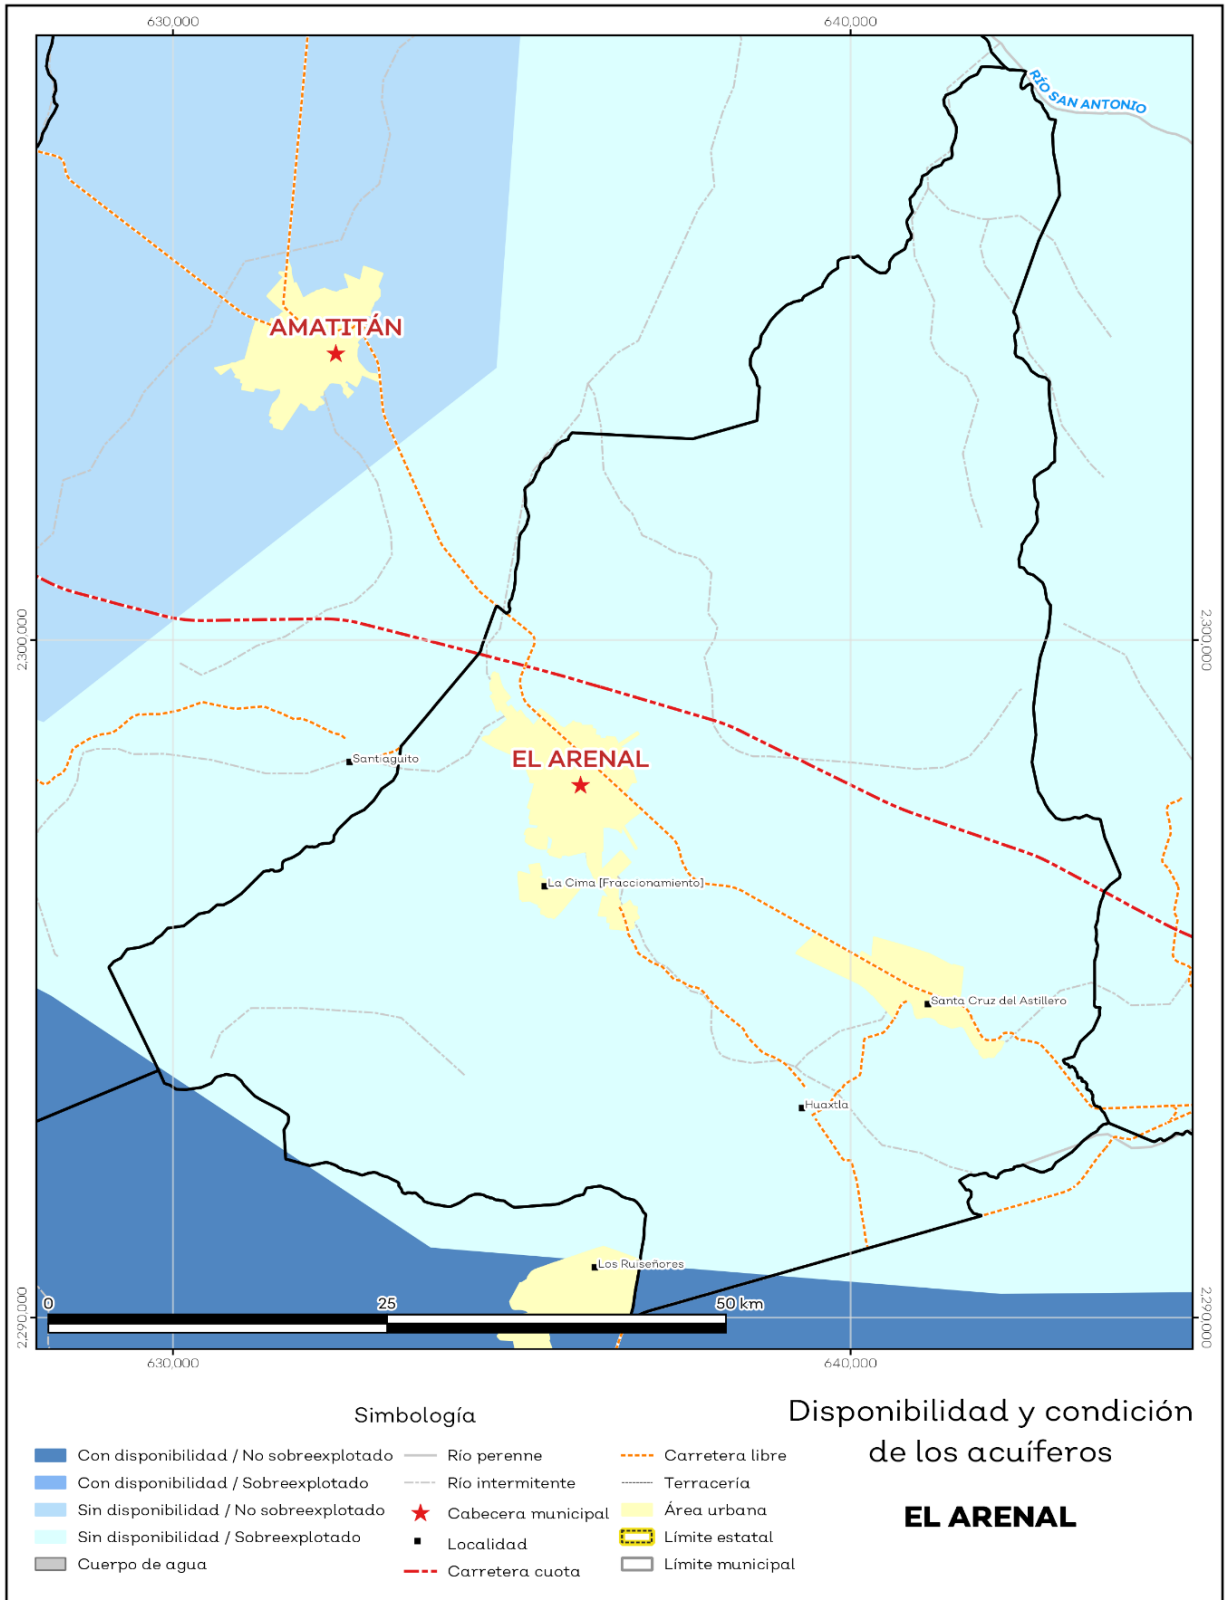 630,000
640,000
RÍO SAN ANTONIO
AMATITÁN
2,300,000
2,300,000
Santiaguito
EL ARENAL
La Cima [Fraccionamiento]
Santa Cruz del Astillero
Huaxtla
Los Ruiseñores
0
25
50 km
2,290,000
2,290,000
630,000
640,000
Simbología
Con disponibilidad / No sobreexplotado
Con disponibilidad / Sobreexplotado
Sin disponibilidad / No sobreexplotado
Sin disponibilidad / Sobreexplotado
Cuerpo de agua
Río perenne
Río intermitente
Cabecera municipal
Localidad
Carretera cuota
Carretera libre
Terracería
Área urbana
Límite estatal
Límite municipal
Disponibilidad y condición
de los acuíferos
EL ARENAL